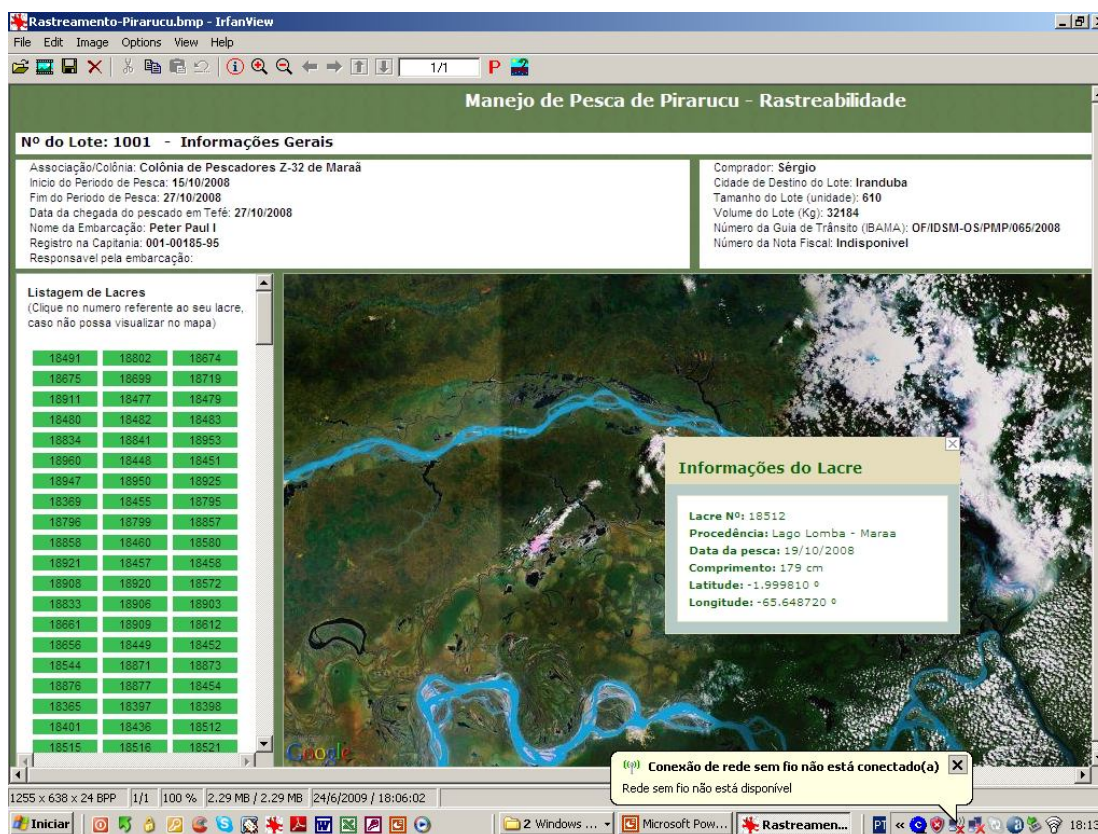 Rastreamento-Pirarucu.bmp - IrfanView
File Edit Image Options View Help
1/1
Manejo de Pesca de Pirarucu - Rastreabilidade
Nº do Lote: 1001 - Informações Gerais
Associação/Colônia: Colônia de Pescadores Z-32 de Maraã
Inicio do Periodo de Pesca: 15/10/2008
Fim do Periodo de Pesca: 27/10/2008
Data da chegada do pescado em Tefé: 27/10/2008
Nome da Embarcação: Peter Paul I
Registro na Capitania: 001-00185-95
Responsavel pela embarcação:
Comprador: Sérgio
Cidade de Destino do Lote: Iranduba
Tamanho do Lote (unidade): 610
Volume do Lote (Kg): 32184
Número da Guia de Trânsito (IBAMA): OF/IDSM-OS/PMP/065/2008
Número da Nota Fiscal: Indisponivel
Listagem de Lacres
(Clique no numero referente ao seu lacre,
caso não possa visualizar no mapa)
18491 18802 18674
18675 18699 18719
18911 18477 18479
18480 18482 18483
18834 18841 18953
18960 18448 18451
18947 18950 18925
18369 18455 18795
18796 18799 18857
18858 18460 18580
18921 18457 18458
18908 18920 18572
18833 18906 18903
18661 18909 18612
18656 18449 18452
18544 18871 18873
18876 18877 18454
18365 18397 18398
18401 18436 18512
18515 18516 18521
Informações do Lacre
Lacre Nº: 18512
Procedência: Lago Lomba - Maraa
Data da pesca: 19/10/2008
Comprimento: 179 cm
Latitude: -1.999810 º
Longitude: -65.648720 º
Google
Conexão de rede sem fio não está conectado(a)
Rede sem fio não está disponível
1255 x 638 x 24 BPP 1/1 100 % 2.29 MB / 2.29 MB 24/6/2009 / 18:06:02
Iniciar 2 Windows ... Microsoft Pow... Rastreamen... PT 18:13